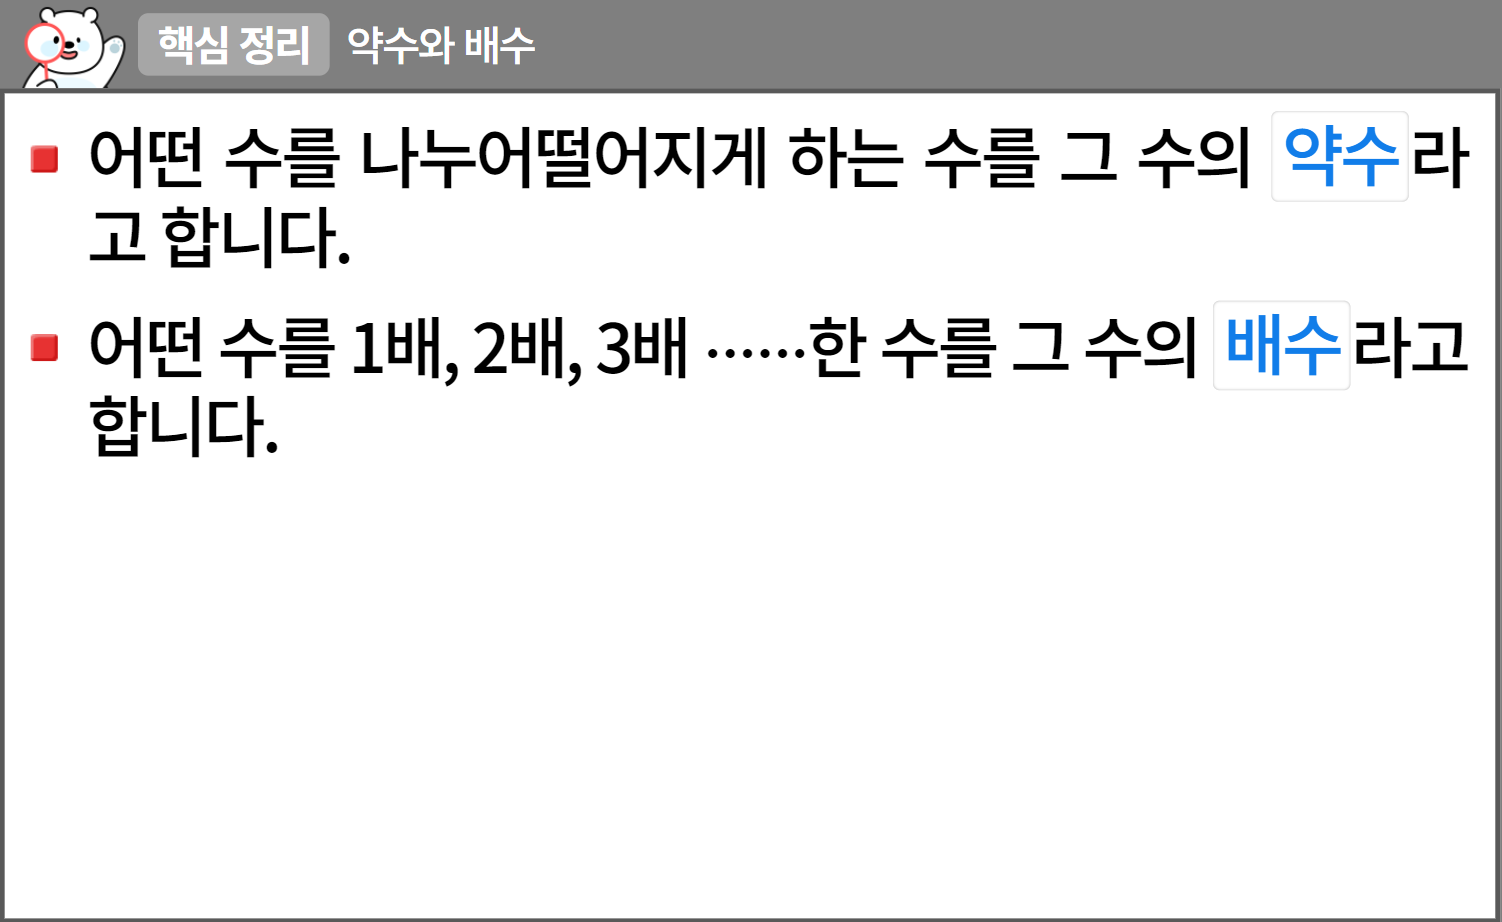 핵심 정리 약수와 배수
어떤 수를 나누어떨어지게 하는 수를 그 수의 약수라
고 합니다.
어떤 수를 1배, 2배, 3배 ……한 수를 그 수의 배수라고
합니다.